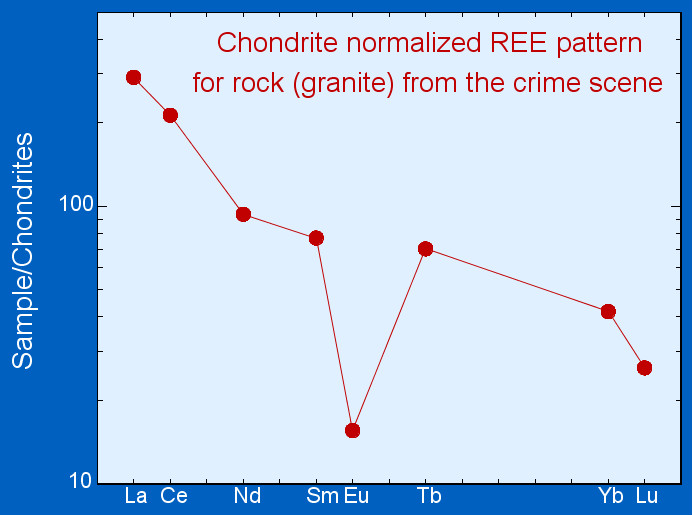 Chondrite normalized REE pattern
for rock (granite) from the crime scene
Sample/Chondrites
100
10
La Ce Nd Sm Eu Tb Yb Lu